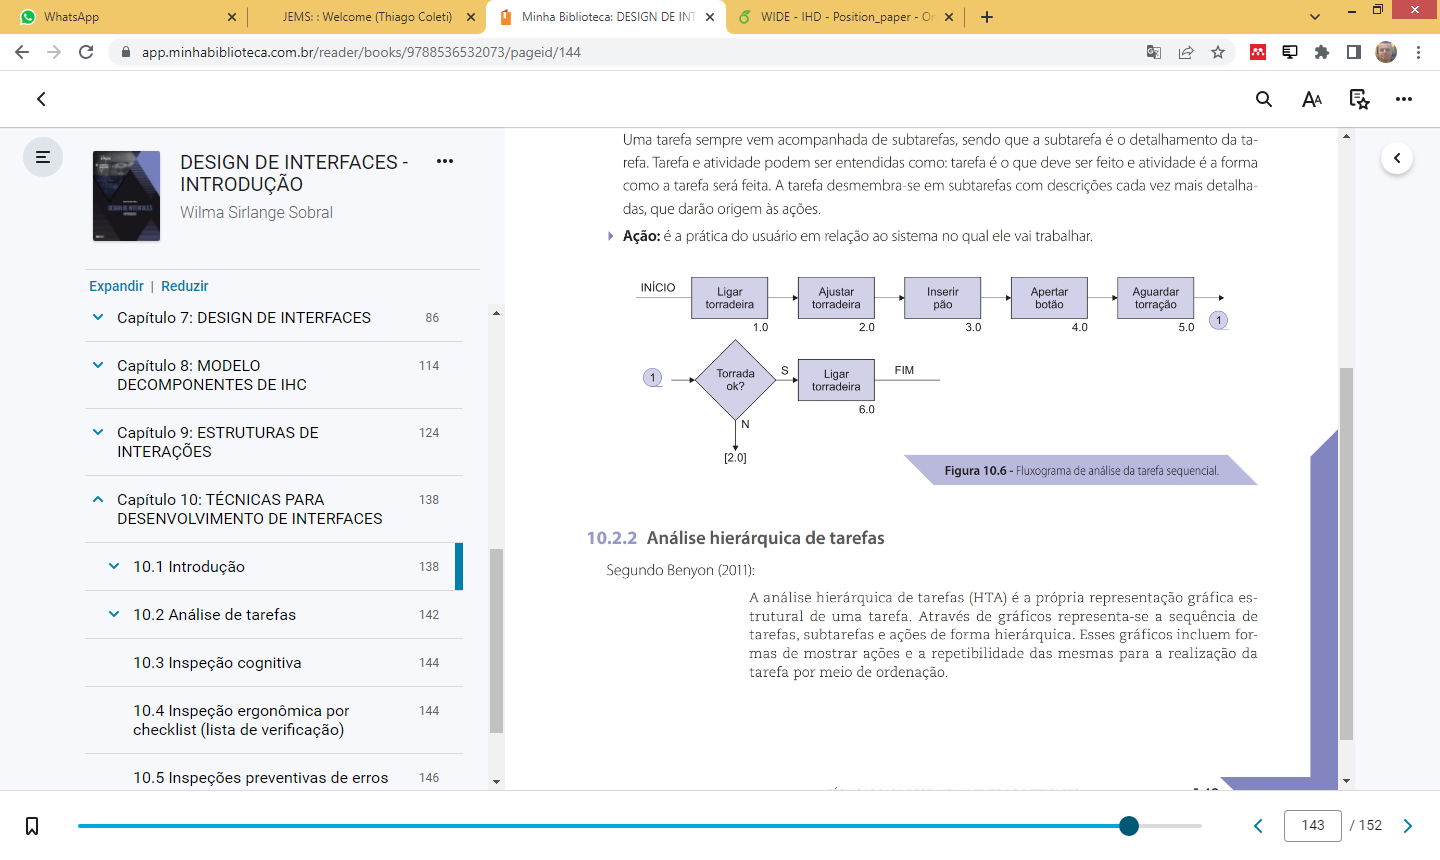 WhatsApp
JEMS: : Welcome (Thiago Coleti)
Minha Biblioteca: DESIGN DE INT
WIDE - IHD - Position_paper - On
app.minhabiblioteca.com.br/reader/books/9788536532073/pageid/144
DESIGN DE INTERFACES -
INTRODUÇÃO
Wilma Sirlange Sobral
Expandir | Reduzir
Capítulo 7: DESIGN DE INTERFACES 86
Capítulo 8: MODELO 114
DECOMPONENTES DE IHC
Capítulo 9: ESTRUTURAS DE 124
INTERAÇÕES
Capítulo 10: TÉCNICAS PARA 138
DESENVOLVIMENTO DE INTERFACES
10.1 Introdução 138
10.2 Análise de tarefas 142
10.3 Inspeção cognitiva 144
10.4 Inspeção ergonômica por 144
checklist (lista de verificação)
10.5 Inspeções preventivas de erros 146
Uma tarefa sempre vem acompanhada de subtarefas, sendo que a subtarefa é o detalhamento da ta-
refa. Tarefa e atividade podem ser entendidas como: tarefa é o que deve ser feito e atividade é a forma
como a tarefa será feita. A tarefa desmembra-se em subtarefas com descrições cada vez mais detalha-
das, que darão origem às ações.
Ação: é a prática do usuário em relação ao sistema no qual ele vai trabalhar.
INÍCIO
Ligar
torradeira
1.0
Ajustar
torradeira
2.0
Inserir
pão
3.0
Apertar
botão
4.0
Aguardar
torração
5.0
1
1
Torrada
ok?
S
N
[2.0]
Ligar
torradeira
6.0
FIM
Figura 10.6 - Fluxograma de análise da tarefa sequencial.
10.2.2 Análise hierárquica de tarefas
Segundo Benyon (2011):
A análise hierárquica de tarefas (HTA) é a própria representação gráfica es-
trutural de uma tarefa. Através de gráficos representa-se a sequência de
tarefas, subtarefas e ações de forma hierárquica. Esses gráficos incluem for-
mas de mostrar ações e a repetibilidade das mesmas para a realização da
tarefa por meio de ordenação.
143 / 152